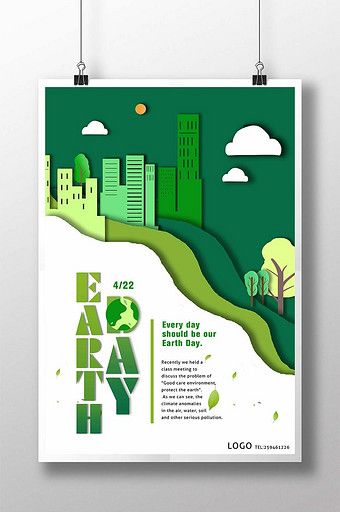 4/22
EARTH
DAY
Every day
should be our
Earth Day.
Recently we held a
class meeting to
discuss the problem of
"Good care environment,
protect the earth".
As we can see, the
climate anomalies
in the air, water, soil
and other serious pollution.
LOGO TEL:259461226